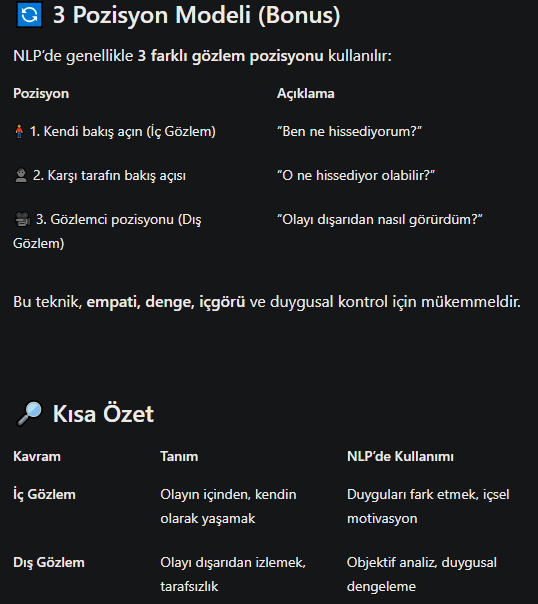 🔄 3 Pozisyon Modeli (Bonus)
NLP’de genellikle 3 farklı gözlem pozisyonu kullanılır:
Pozisyon Açıklama
🧍 1. Kendi bakış açın (İç Gözlem) “Ben ne hissediyorum?”
👤 2. Karşı tarafın bakış açısı “O ne hissediyor olabilir?”
🎥 3. Gözlemci pozisyonu (Dış “Olayı dışarıdan nasıl görürdüm?”
Gözlem)
Bu teknik, empati, denge, içgörü ve duygusal kontrol için mükemmeldir.
🔎 Kısa Özet
Kavram Tanım NLP’de Kullanımı
İç Gözlem Olayın içinden, kendin Duyguları fark etmek, içsel
olarak yaşamak motivasyon
Dış Gözlem Olayı dışarıdan izlemek, Objektif analiz, duygusal
tarafsızlık dengeleme